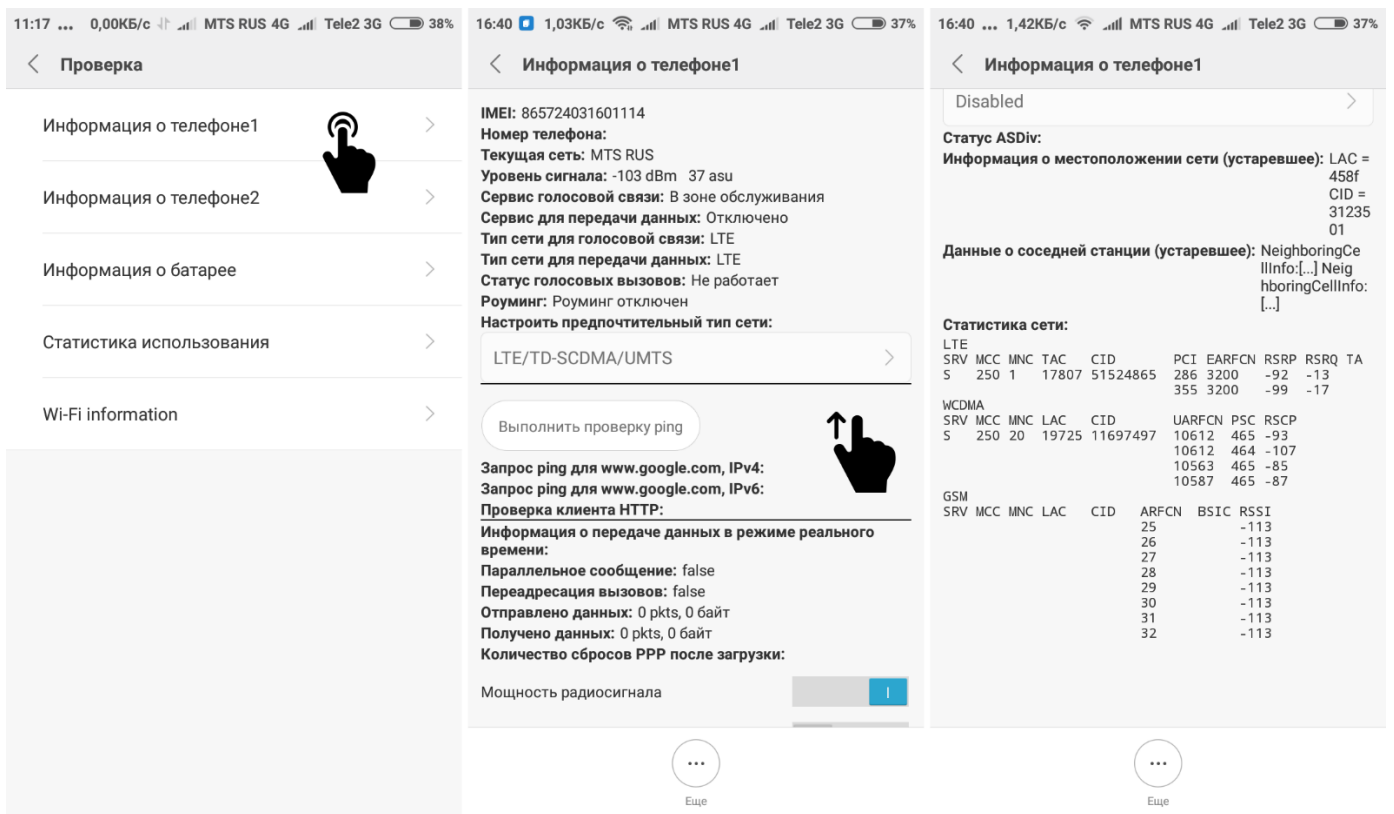 11:17 ... 0,00КБ/с MTS RUS 4G Tele2 3G 38%
Проверка
Информация о телефоне1
Информация о телефоне2
Информация о батарее
Статистика использования
Wi-Fi information
16:40 1,03КБ/с MTS RUS 4G Tele2 3G 37%
Информация о телефоне1
IMEI: 865724031601114
Номер телефона:
Текущая сеть: MTS RUS
Уровень сигнала: -103 dBm 37 asu
Сервис голосовой связи: В зоне обслуживания
Сервис для передачи данных: Отключено
Тип сети для голосовой связи: LTE
Тип сети для передачи данных: LTE
Статус голосовых вызовов: Не работает
Роуминг: Роуминг отключен
Настроить предпочтительный тип сети:
LTE/TD-SCDMA/UMTS
Выполнить проверку ping
Запрос ping для www.google.com, IPv4:
Запрос ping для www.google.com, IPv6:
Проверка клиента HTTP:
Информация о передаче данных в режиме реального
времени:
Параллельное сообщение: false
Переадресация вызовов: false
Отправлено данных: 0 pkts, 0 байт
Получено данных: 0 pkts, 0 байт
Количество сбросов PPP после загрузки:
Мощность радиосигнала
Еще
16:40 ... 1,42КБ/с MTS RUS 4G Tele2 3G 37%
Информация о телефоне1
Disabled
Статус ASDiv:
Информация о местоположении сети (устаревшее): LAC =
458f
CID =
31235
01
Данные о соседней станции (устаревшее): NeighboringCe
llInfo:[...] Neig
hboringCellInfo:
[...]
Статистика сети:
LTE
SRV MCC MNC TAC CID PCI EARFCN RSRP RSRQ TA
S 250 1 17807 51524865 286 3200 -92 -13
355 3200 -99 -17
WCDMA
SRV MCC MNC LAC CID UARFCN PSC RSCP
S 250 20 19725 11697497 10612 465 -93
10612 464 -107
10563 465 -85
10587 465 -87
GSM
SRV MCC MNC LAC CID ARFCN BSIC RSSI
25 -113
26 -113
27 -113
28 -113
29 -113
30 -113
31 -113
32 -113
Еще